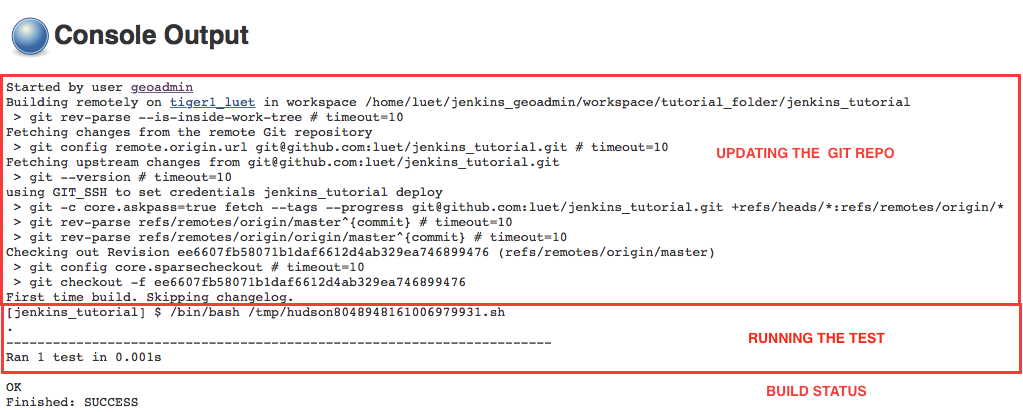 Console Output
Started by user geoadmin
Building remotely on tiger1_luet in workspace /home/luet/jenkins_geoadmin/workspace/tutorial_folder/jenkins_tutorial
> git rev-parse --is-inside-work-tree # timeout=10
Fetching changes from the remote Git repository
> git config remote.origin.url git@github.com:luet/jenkins_tutorial.git # timeout=10
UPDATING THE GIT REPO
Fetching upstream changes from git@github.com:luet/jenkins_tutorial.git
> git --version # timeout=10
using GIT_SSH to set credentials jenkins_tutorial deploy
> git -c core.askpass=true fetch --tags --progress git@github.com:luet/jenkins_tutorial.git +refs/heads/*:refs/remotes/origin/*
> git rev-parse refs/remotes/origin/master^{commit} # timeout=10
> git rev-parse refs/remotes/origin/origin/master^{commit} # timeout=10
Checking out Revision ee6607fb58071b1daf6612d4ab329ea746899476 (refs/remotes/origin/master)
> git config core.sparsecheckout # timeout=10
> git checkout -f ee6607fb58071b1daf6612d4ab329ea746899476
First time build. Skipping changelog.
[jenkins_tutorial] $ /bin/bash /tmp/hudson8048948161006979931.sh
.
----------------------------------------------------------------------
RUNNING THE TEST
Ran 1 test in 0.001s
OK
BUILD STATUS
Finished: SUCCESS